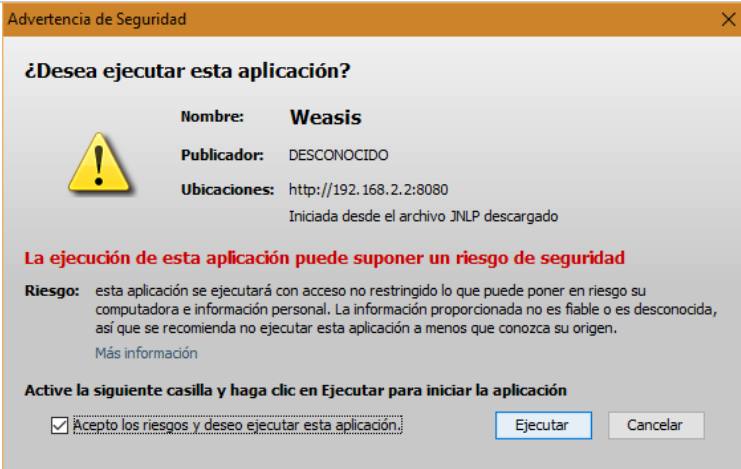 Advertencia de Seguridad
¿Desea ejecutar esta aplicación?
Nombre: Weasis
Publicador: DESCONOCIDO
Ubicaciones: http://192.168.2.2:8080
Iniciada desde el archivo JNLP descargado
La ejecución de esta aplicación puede suponer un riesgo de seguridad
Riesgo: esta aplicación se ejecutará con acceso no restringido lo que puede poner en riesgo su
computadora e información personal. La información proporcionada no es fiable o es desconocida,
así que se recomienda no ejecutar esta aplicación a menos que conozca su origen.
Más información
Active la siguiente casilla y haga clic en Ejecutar para iniciar la aplicación
Acepto los riesgos y deseo ejecutar esta aplicación.
Ejecutar
Cancelar